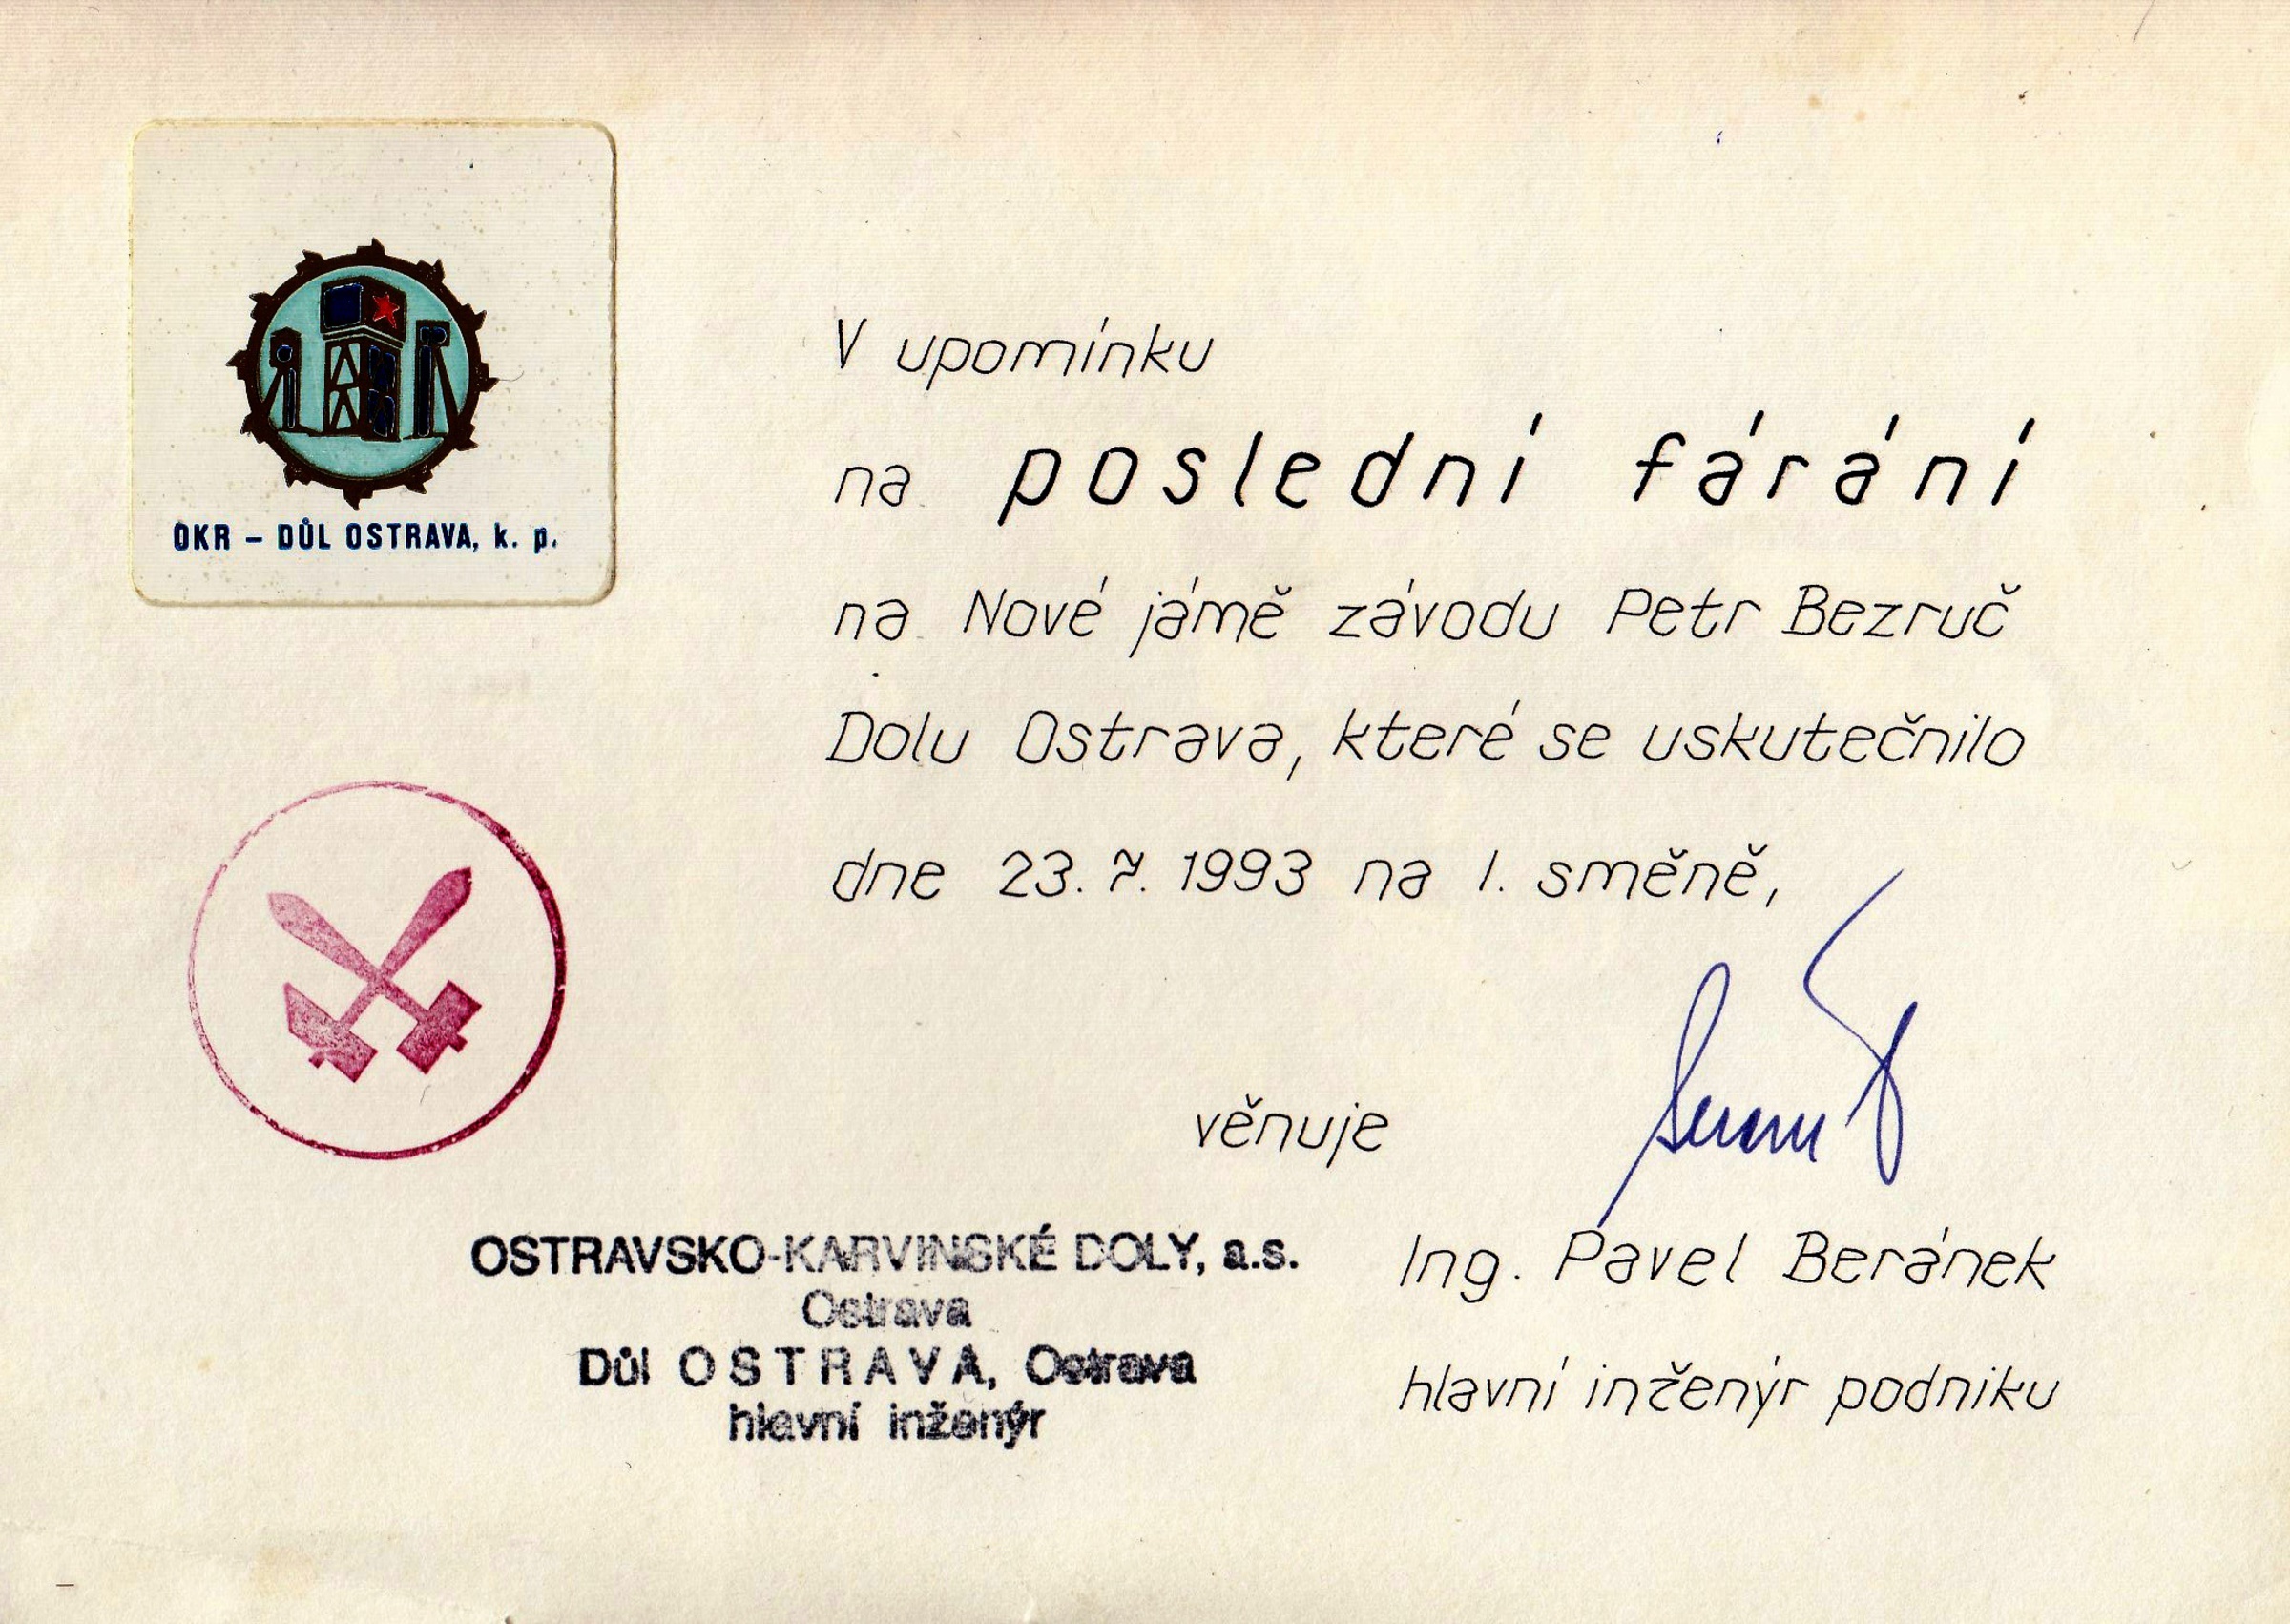 OKR – DŮL OSTRAVA, k. p.
V upomínku
na poslední fárání
na Nové jámě závodu Petr Bezruč
Dolu Ostrava, které se uskutečnilo
dne 23. 7. 1993 na 1. směně,
věnuje
Ing. Pavel Beránek
hlavní inženýr podniku
OSTRAVSKO-KARVINSKÉ DOLY, a.s.
Ostrava
Důl OSTRAVA, Ostrava
hlavní inženýr